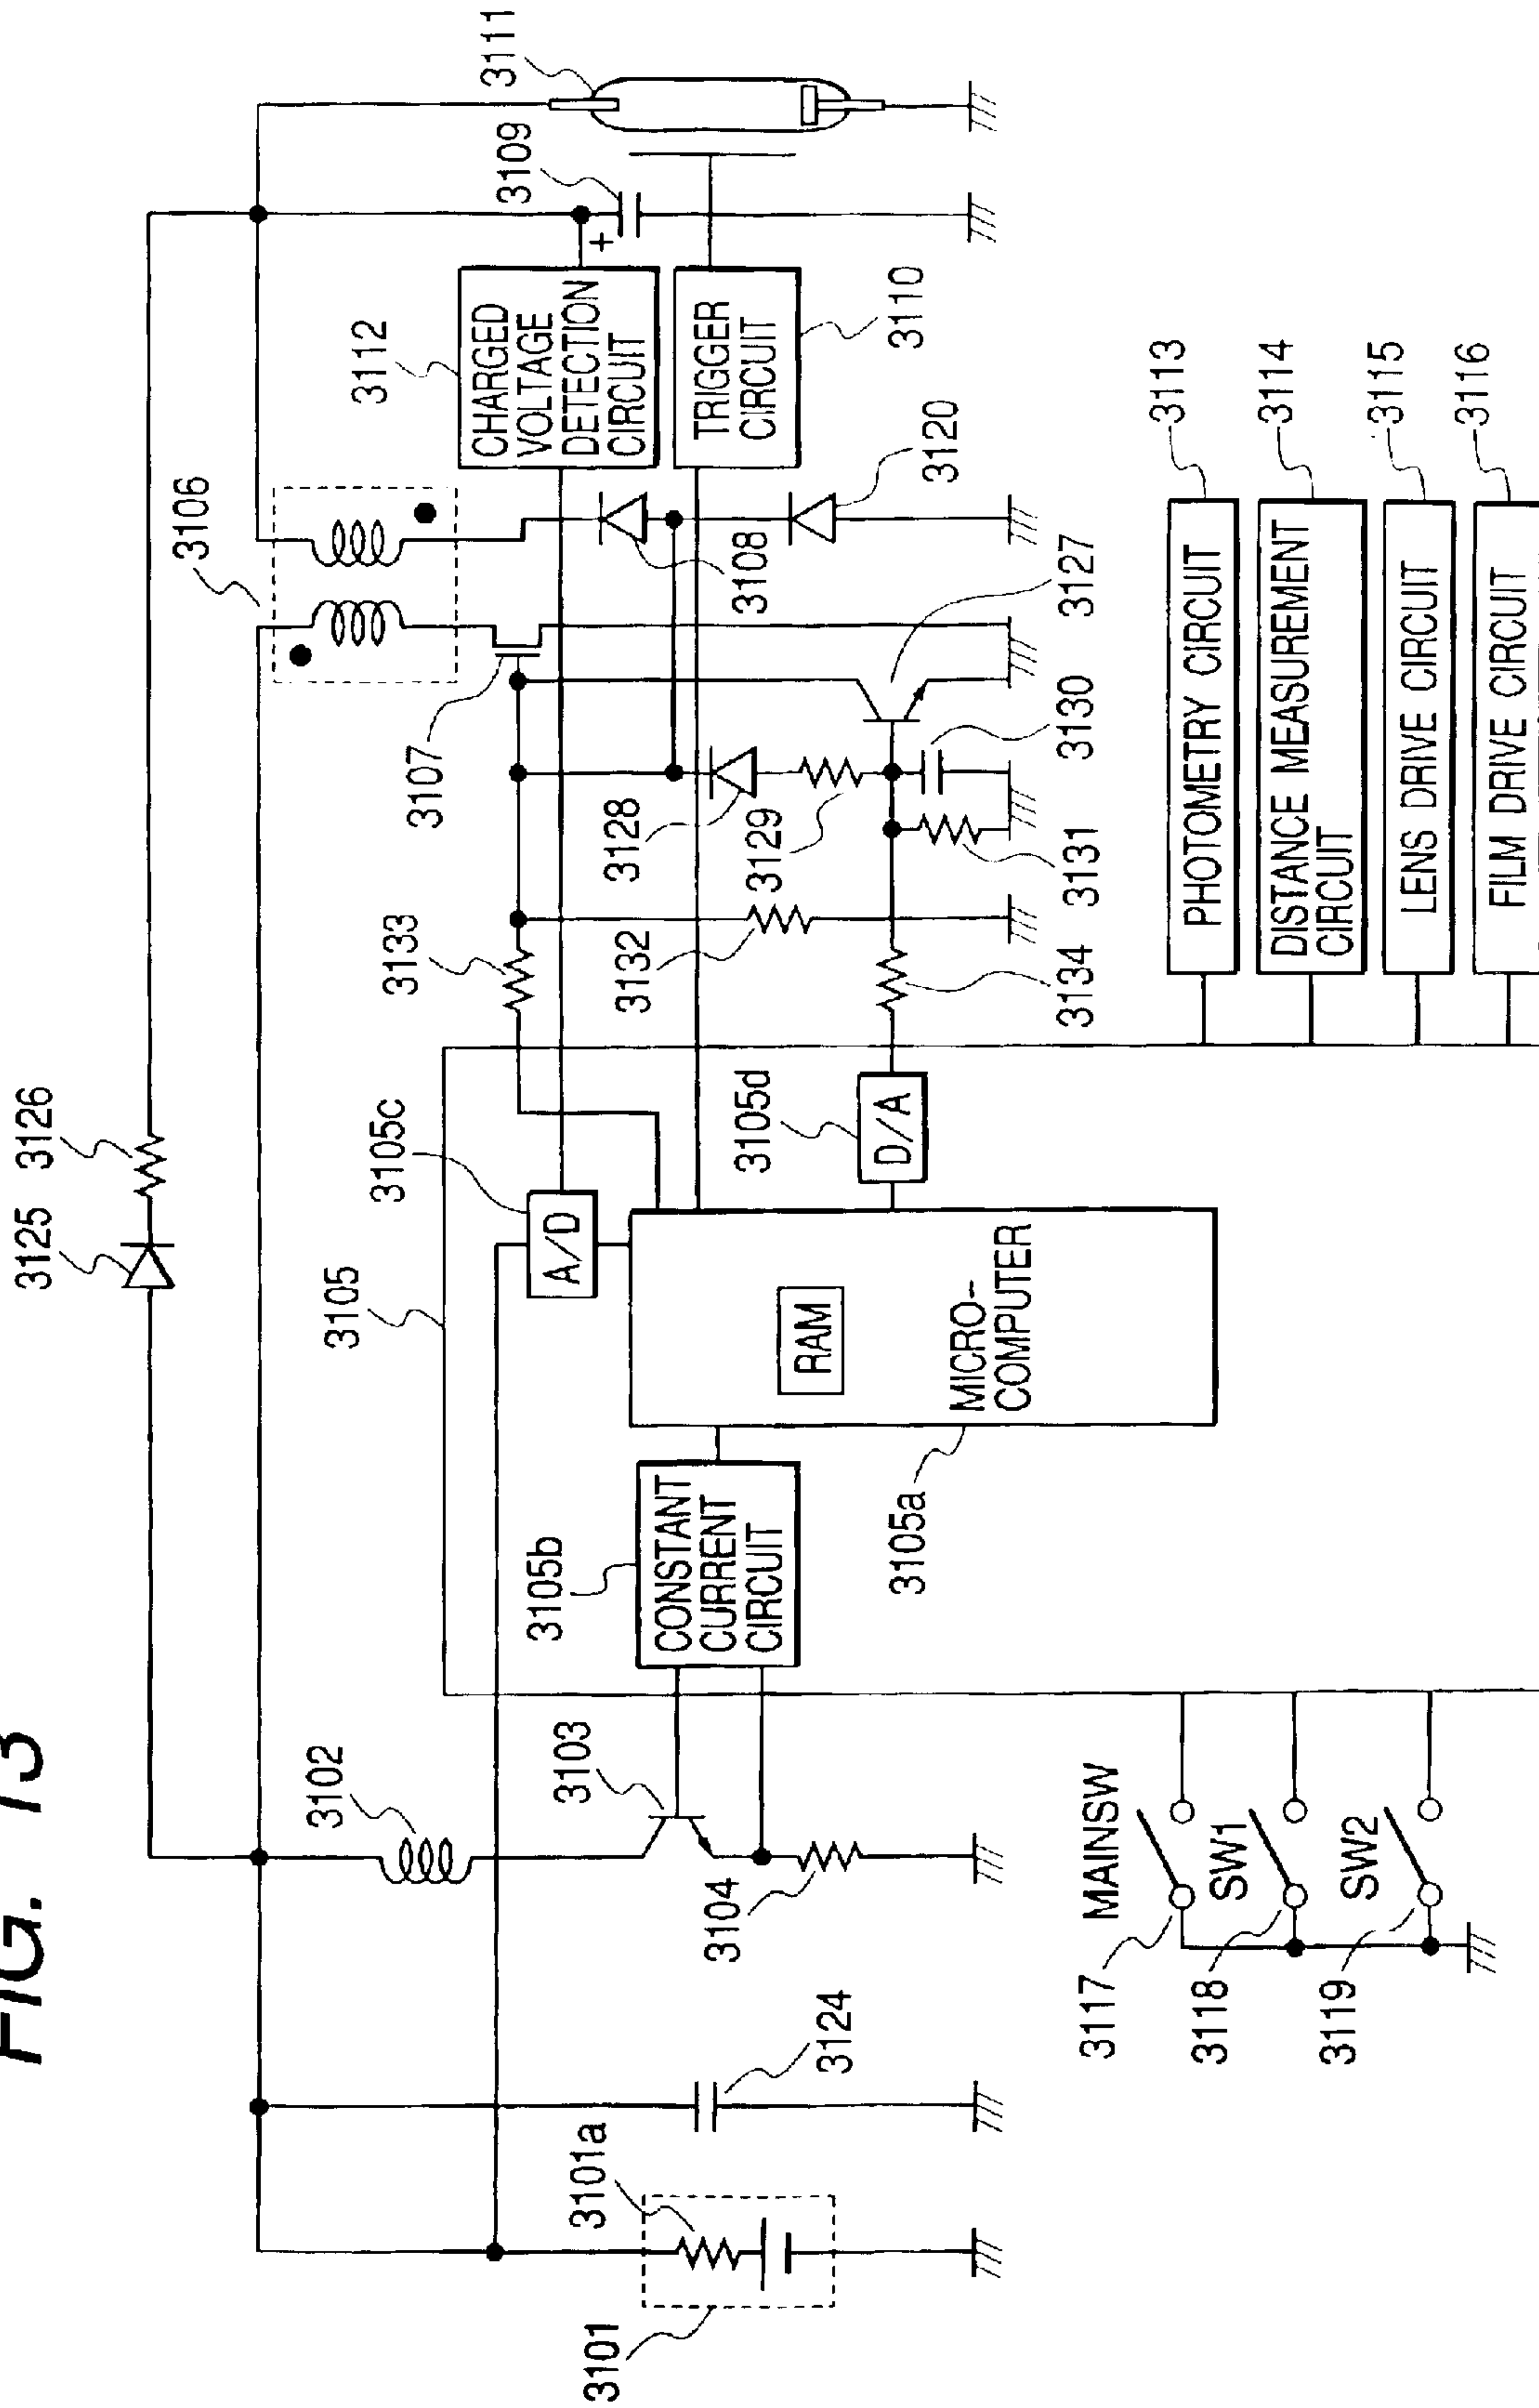 FIG. 13
3125
3126
3106
3111
3109
3112
CHARGED
VOLTAGE
DETECTION
CIRCUIT
TRIGGER
CIRCUIT
3110
3120
3108
3107
3127
3128
3129
3130
3131
3132
3133
3134
3105
3105c
A/D
3105d
D/A
RAM
MICRO-
COMPUTER
3105a
3105b
CONSTANT
CURRENT
CIRCUIT
3102
3103
3104
3124
3101a
3101
MAINSW
SW1
SW2
3117
3118
3119
PHOTOMETRY CIRCUIT
3113
DISTANCE MEASUREMENT
CIRCUIT
3114
LENS DRIVE CIRCUIT
3115
FILM DRIVE CIRCUIT
3116
+